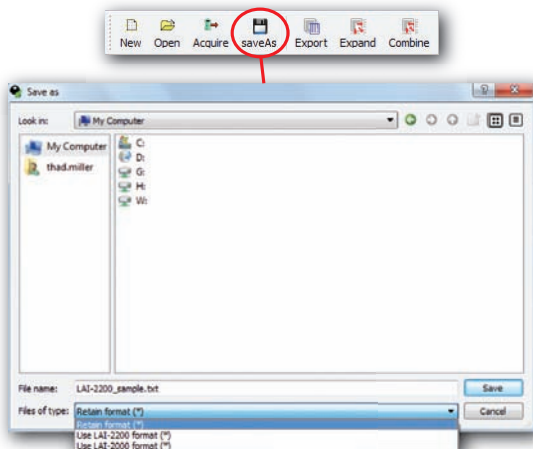 New Open Acquire saveAs Export Expand Combine
Save as
Look in: My Computer
My Computer
thad.miller
C:
D:
G:
H:
W:
File name: LAI-2200_sample.txt Save
Files of type: Retain format (*) Cancel
Retain format (*)
Use LAI-2200 format (*)
Use LAI-2000 format (*)